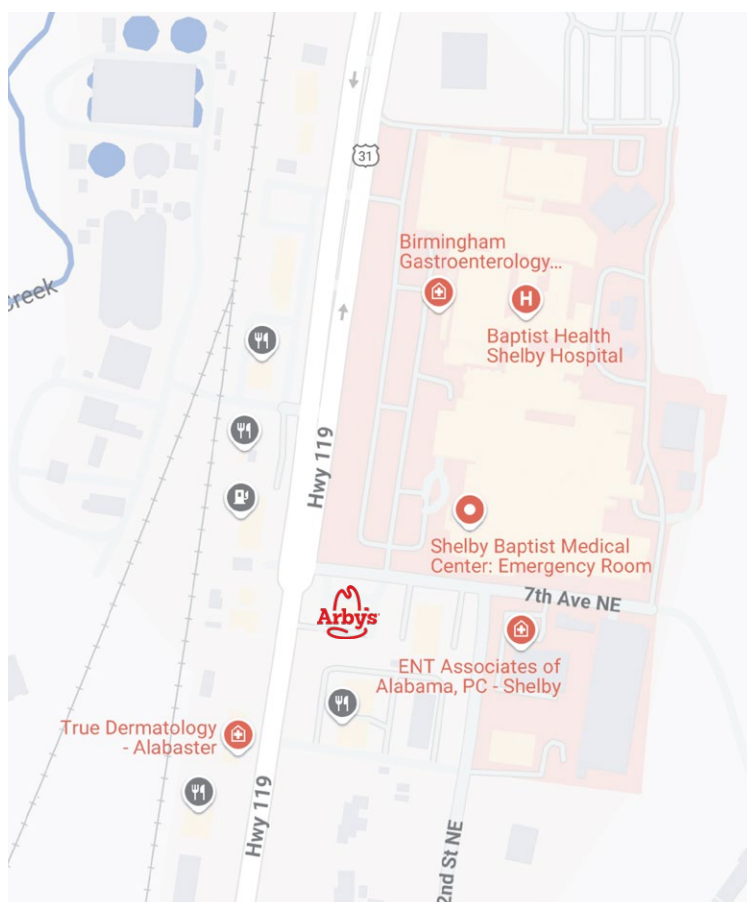 31
Birmingham
Gastroenterology...
H
Baptist Health
Shelby Hospital
reek
Hwy 119
Shelby Baptist Medical
Center: Emergency Room
7th Ave NE
Arby's
ENT Associates of
Alabama, PC - Shelby
True Dermatology
- Alabaster
Hwy 119
2nd St NE